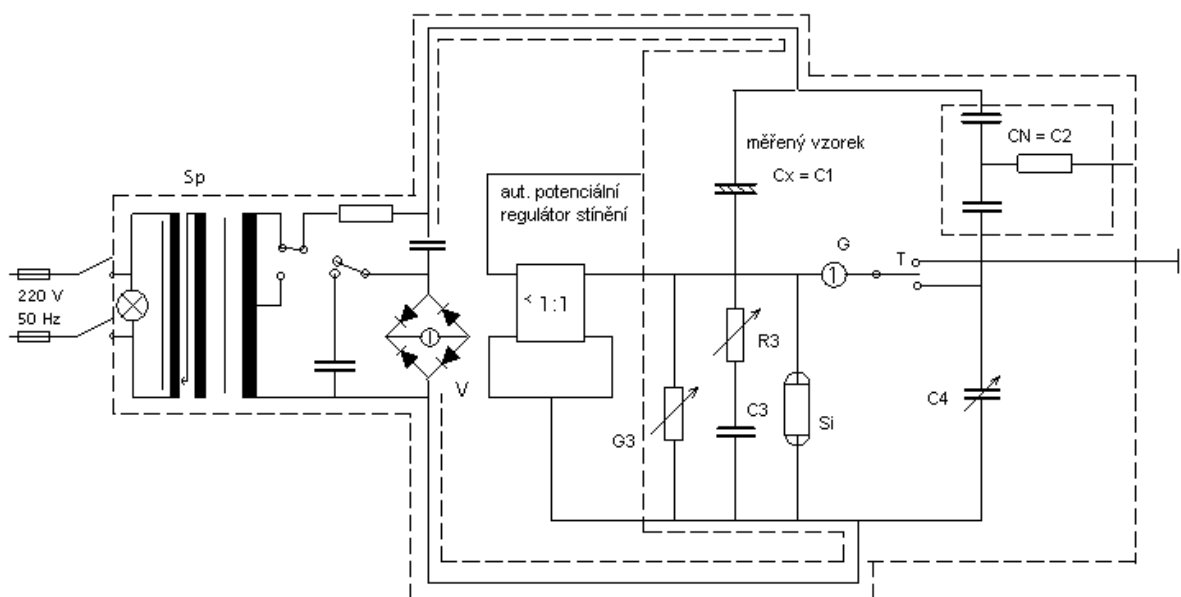 Sp
220 V
50 Hz
V
aut. potenciální
regulátor stínění
< 1:1
měřený vzorek
Cx = C1
CN = C2
G
1
T
R3
C3
G3
Si
C4